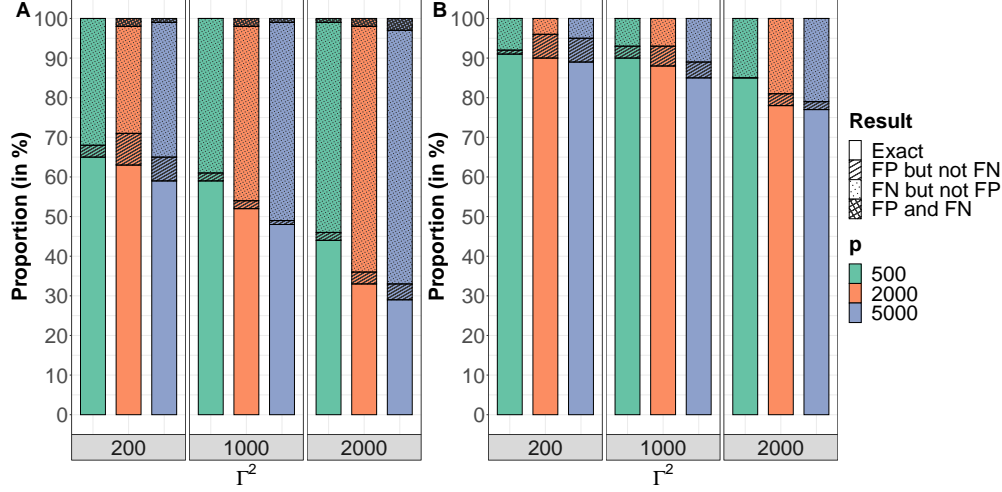 A
Proportion (in %)
100
90
80
70
60
50
40
30
20
10
0
200
1000
2000
Γ²
B
Proportion (in %)
100
90
80
70
60
50
40
30
20
10
0
200
1000
2000
Γ²
Result
Exact
FP but not FN
FN but not FP
FP and FN
p
500
2000
5000